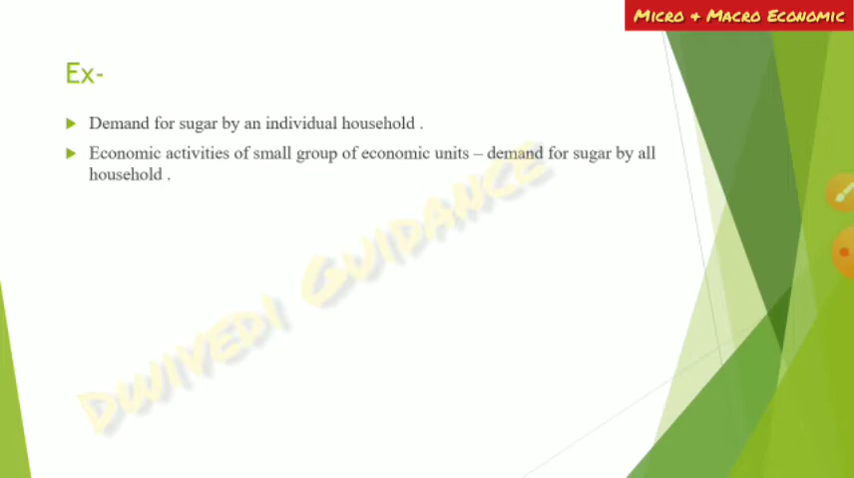 Micro & Macro Economic
Ex-
Demand for sugar by an individual household .
Economic activities of small group of economic units – demand for sugar by all
household .
Dwivedi Guidance